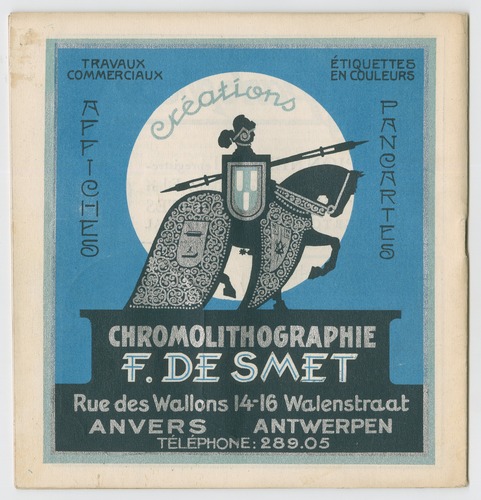 TRAVAUX
COMMERCIAUX
ÉTIQUETTES
EN COULEURS
Créations
AFFICHES
PANCARTES
CHROMOLITHOGRAPHIE
F. DE SMET
Rue des Wallons 14-16 Walenstraat
ANVERS ANTWERPEN
TÉLÉPHONE: 289.05